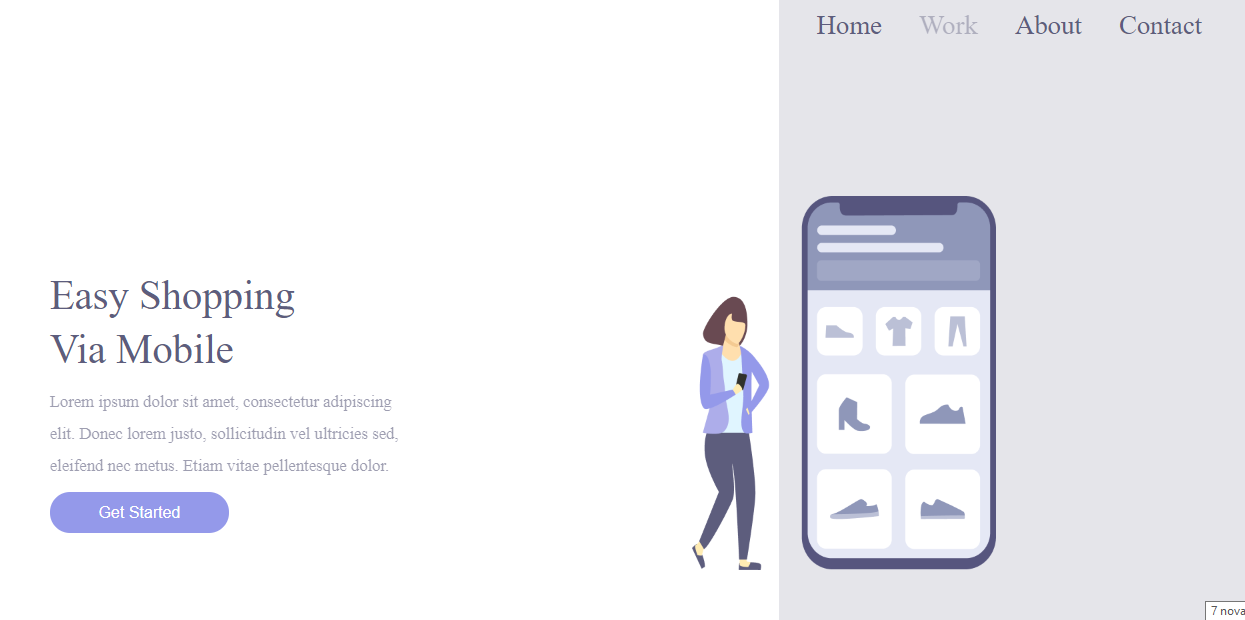 Home Work About Contact
Easy Shopping
Via Mobile
Lorem ipsum dolor sit amet, consectetur adipiscing
elit. Donec lorem justo, sollicitudin vel ultricies sed,
eleifend nec metus. Etiam vitae pellentesque dolor.
Get Started
7 nova